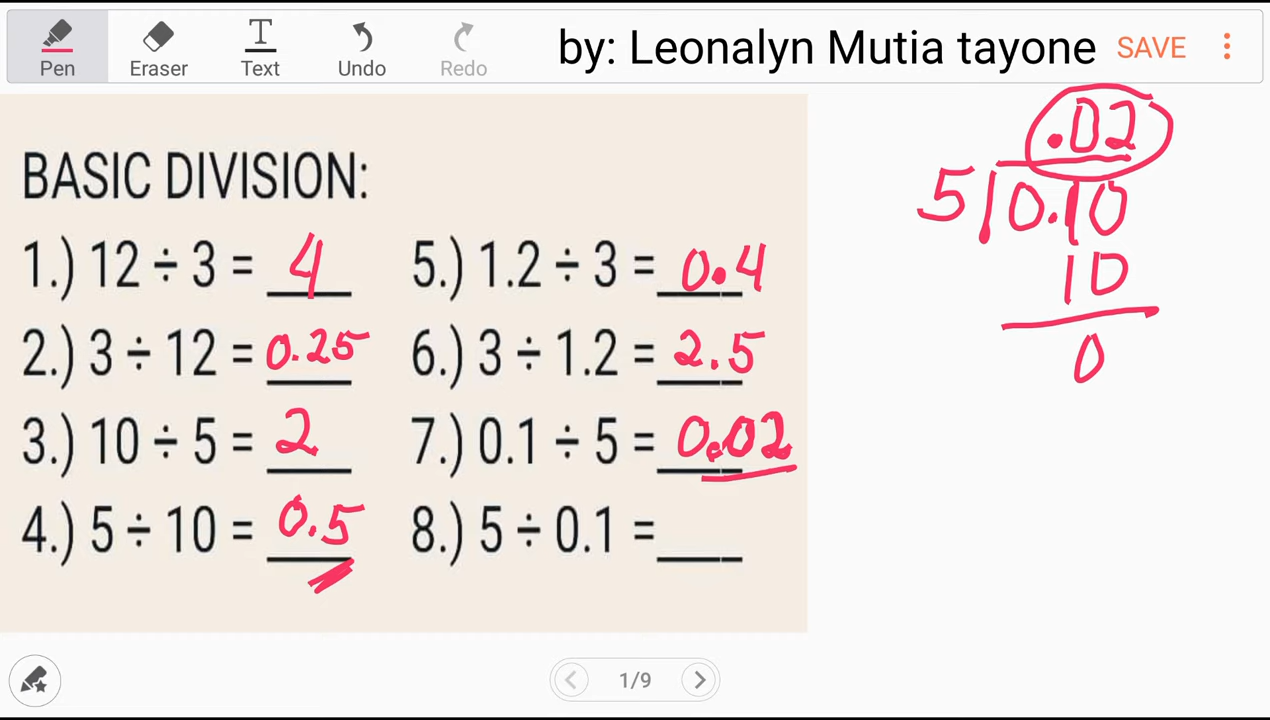 Pen Eraser Text Undo Redo by: Leonalyn Mutia tayone SAVE
BASIC DIVISION:
1.) 12 ÷ 3 = 4
2.) 3 ÷ 12 = 0.25
3.) 10 ÷ 5 = 2
4.) 5 ÷ 10 = 0.5
5.) 1.2 ÷ 3 = 0.4
6.) 3 ÷ 1.2 = 2.5
7.) 0.1 ÷ 5 = 0.02
8.) 5 ÷ 0.1 = ___
.02
5 0.10
10
0
1/9